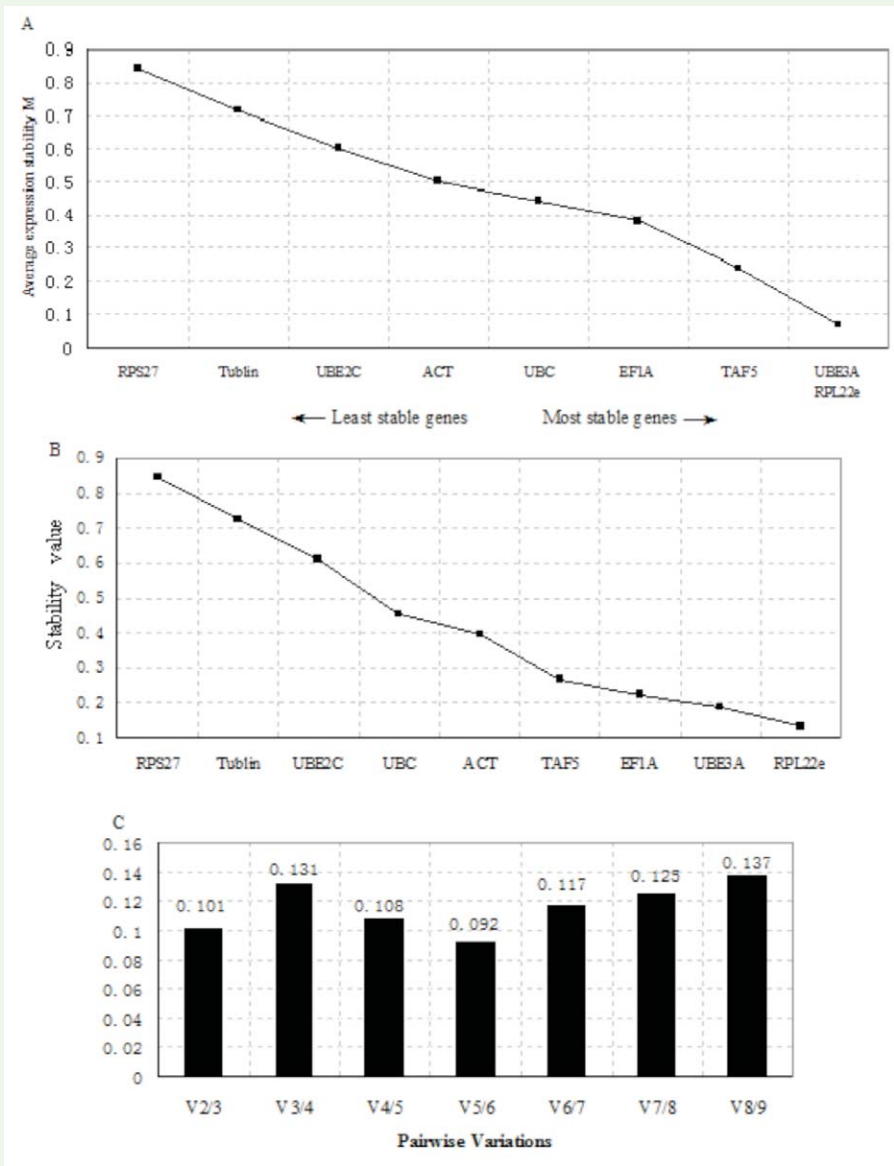 A
0.9
0.8
0.7
0.6
0.5
0.4
0.3
0.2
0.1
0
Average expression stability M
RPS27 Tublin UBE2C ACT UBC EF1A TAF5 UBE3A
RPL22e
← Least stable genes Most stable genes →
B
0.9
0.8
0.7
0.6
0.5
0.4
0.3
0.2
0.1
Stability value
RPS27 Tublin UBE2C UBC ACT TAF5 EF1A UBE3A RPL22e
C
0.16
0.14
0.12
0.1
0.08
0.06
0.04
0.02
0
0.101 0.131 0.108 0.092 0.117 0.125 0.137
V2/3 V3/4 V4/5 V5/6 V6/7 V7/8 V8/9
Pairwise Variations